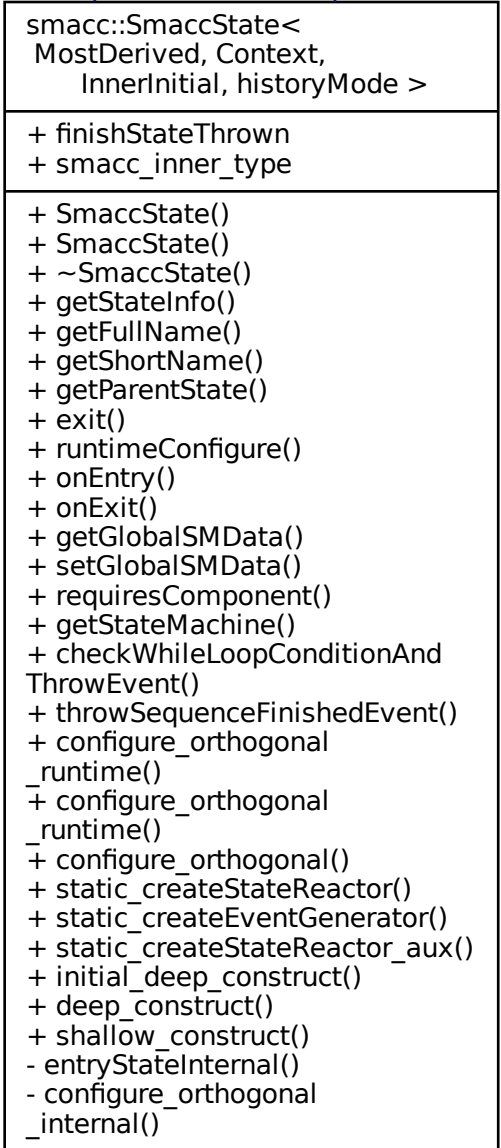 smacc::SmaccState<
MostDerived, Context,
InnerInitial, historyMode >
+ finishStateThrown
+ smacc_inner_type
+ SmaccState()
+ SmaccState()
+ ~SmaccState()
+ getStateInfo()
+ getFullName()
+ getShortName()
+ getParentState()
+ exit()
+ runtimeConfigure()
+ onEntry()
+ onExit()
+ getGlobalSMData()
+ setGlobalSMData()
+ requiresComponent()
+ getStateMachine()
+ checkWhileLoopConditionAnd
ThrowEvent()
+ throwSequenceFinishedEvent()
+ configure_orthogonal
_runtime()
+ configure_orthogonal
_runtime()
+ configure_orthogonal()
+ static_createStateReactor()
+ static_createEventGenerator()
+ static_createStateReactor_aux()
+ initial_deep_construct()
+ deep_construct()
+ shallow_construct()
- entryStateInternal()
- configure_orthogonal
_internal()